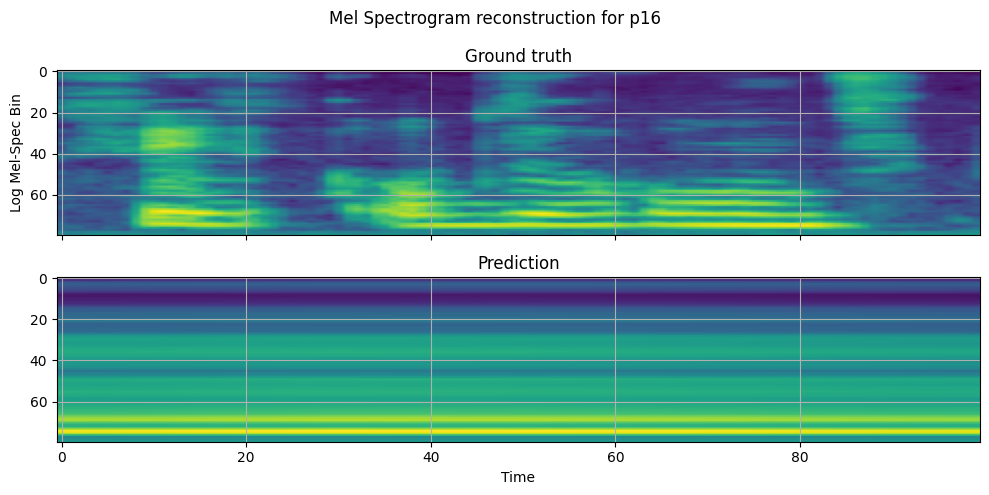 Mel Spectrogram reconstruction for p16
Ground truth
0
20
40
60
Log Mel-Spec Bin
Prediction
0
20
40
60
0 20 40 60 80
Time